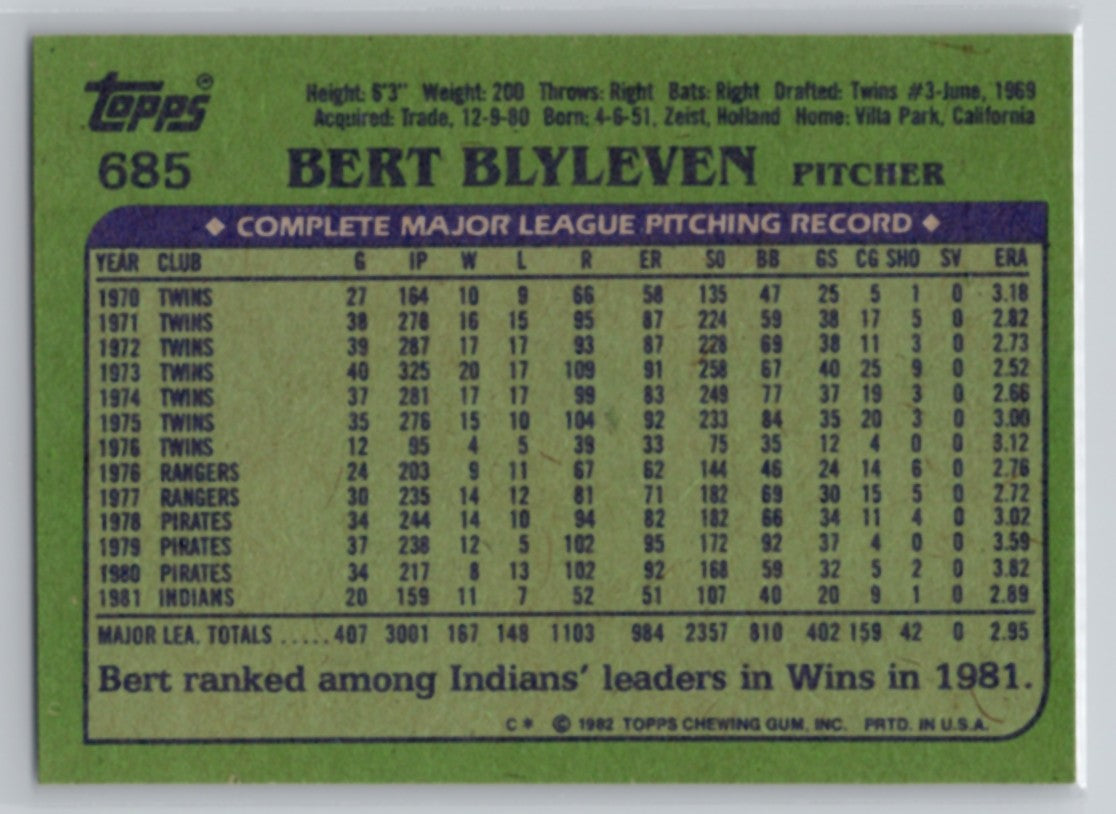 Topps®
Height: 6'3" Weight: 200 Throws: Right Bats: Right Drafted: Twins #3-June, 1969
Acquired: Trade, 12-9-80 Born: 4-6-51, Zeist, Holland Home: Villa Park, California
685 BERT BLYLEVEN PITCHER
◆ COMPLETE MAJOR LEAGUE PITCHING RECORD ◆
YEAR CLUB G IP W L R ER SO BB GS CG SHO SV ERA
1970 TWINS 27 164 10 9 66 58 135 47 25 5 1 0 3.18
1971 TWINS 38 278 16 15 95 87 224 59 38 17 5 0 2.82
1972 TWINS 39 287 17 17 93 87 228 69 38 11 3 0 2.73
1973 TWINS 40 325 20 17 109 91 258 67 40 25 9 0 2.52
1974 TWINS 37 281 17 17 99 83 249 77 37 19 3 0 2.66
1975 TWINS 35 276 15 10 104 92 233 84 35 20 3 0 3.00
1976 TWINS 12 95 4 5 39 33 75 35 12 4 0 0 3.12
1976 RANGERS 24 203 9 11 67 62 144 46 24 14 6 0 2.76
1977 RANGERS 30 235 14 12 81 71 182 69 30 15 5 0 2.72
1978 PIRATES 34 244 14 10 94 82 182 66 34 11 4 0 3.02
1979 PIRATES 37 238 12 5 102 95 172 92 37 4 0 0 3.59
1980 PIRATES 34 217 8 13 102 92 168 59 32 5 2 0 3.82
1981 INDIANS 20 159 11 7 52 51 107 40 20 9 1 0 2.89
MAJOR LEA. TOTALS .....407 3001 167 148 1103 984 2357 810 402 159 42 0 2.95
Bert ranked among Indians' leaders in Wins in 1981.
C* © 1982 TOPPS CHEWING GUM, INC. PRTD. IN U.S.A.